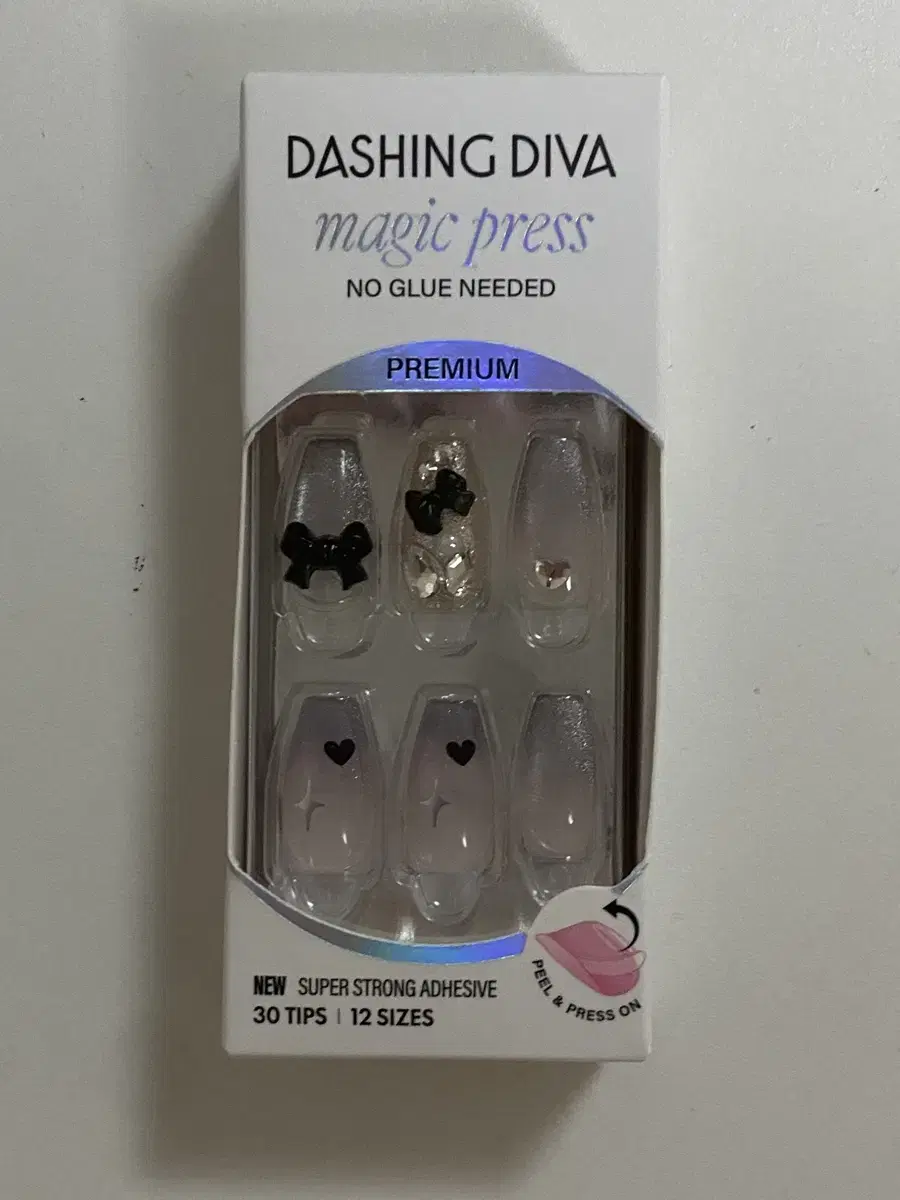 DASHING DIVA
magic press
NO GLUE NEEDED
PREMIUM
NEW SUPER STRONG ADHESIVE
30 TIPS | 12 SIZES
PEEL & PRESS ON